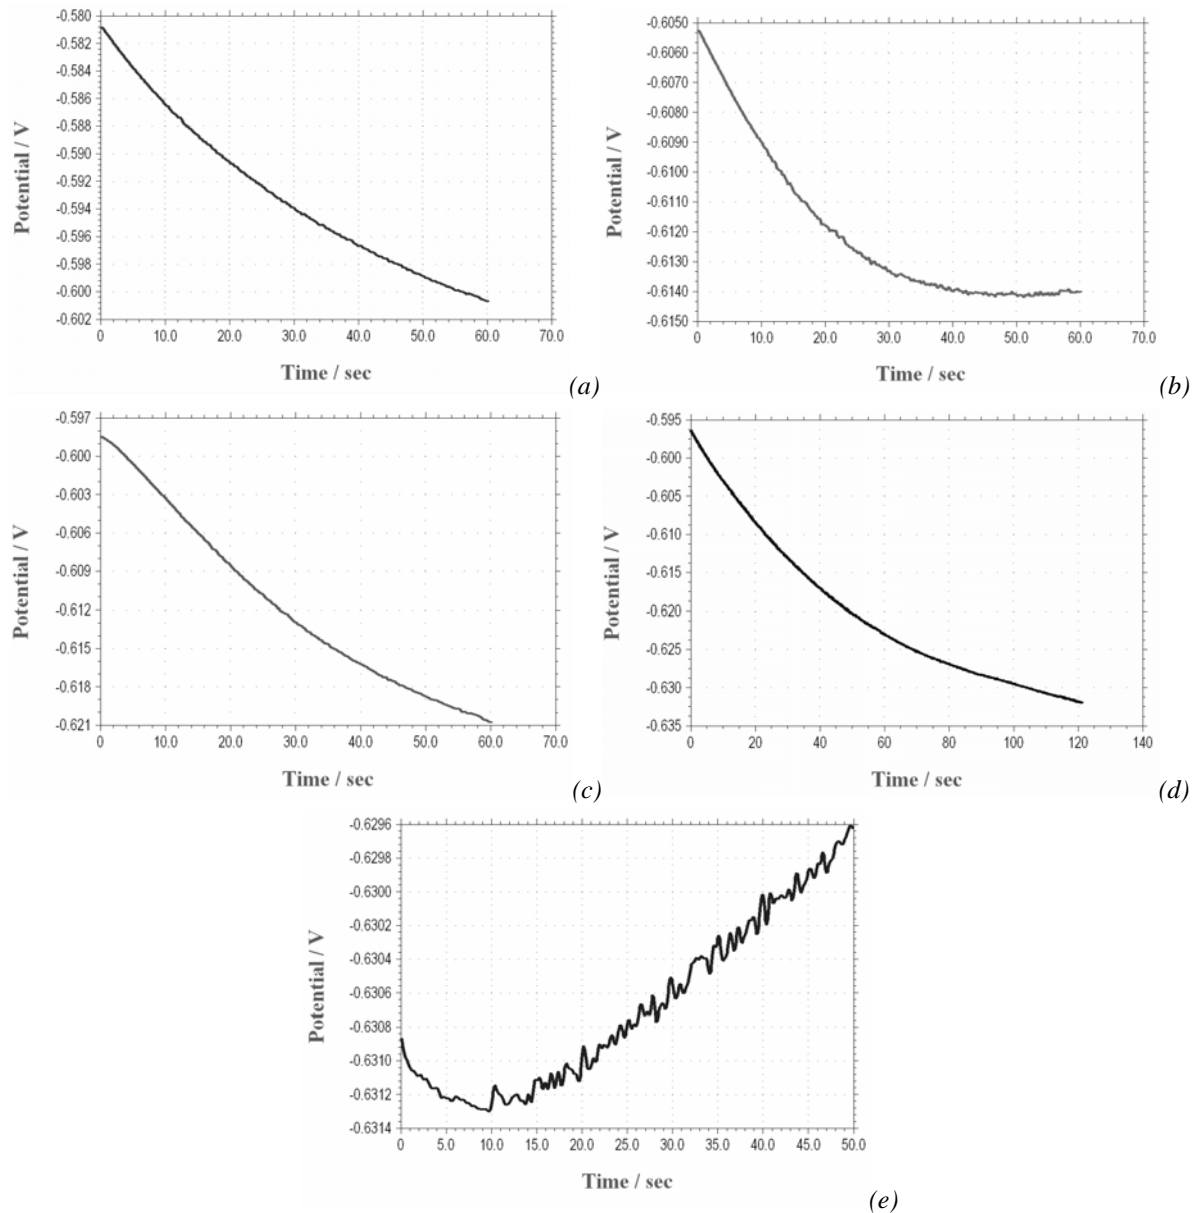 -0.580
-0.582
-0.584
-0.586
-0.588
-0.590
-0.592
-0.594
-0.596
-0.598
-0.600
-0.602
Potential / V
0 10.0 20.0 30.0 40.0 50.0 60.0 70.0
Time / sec
(a)
-0.6050
-0.6060
-0.6070
-0.6080
-0.6090
-0.6100
-0.6110
-0.6120
-0.6130
-0.6140
-0.6150
Potential / V
0 10.0 20.0 30.0 40.0 50.0 60.0 70.0
Time / sec
(b)
-0.597
-0.600
-0.603
-0.606
-0.609
-0.612
-0.615
-0.618
-0.621
Potential / V
0 10.0 20.0 30.0 40.0 50.0 60.0 70.0
Time / sec
(c)
-0.595
-0.600
-0.605
-0.610
-0.615
-0.620
-0.625
-0.630
-0.635
Potential / V
0 20 40 60 80 100 120 140
Time / sec
(d)
-0.6296
-0.6298
-0.6300
-0.6302
-0.6304
-0.6306
-0.6308
-0.6310
-0.6312
-0.6314
Potential / V
0 5.0 10.0 15.0 20.0 25.0 30.0 35.0 40.0 45.0 50.0
Time / sec
(e)